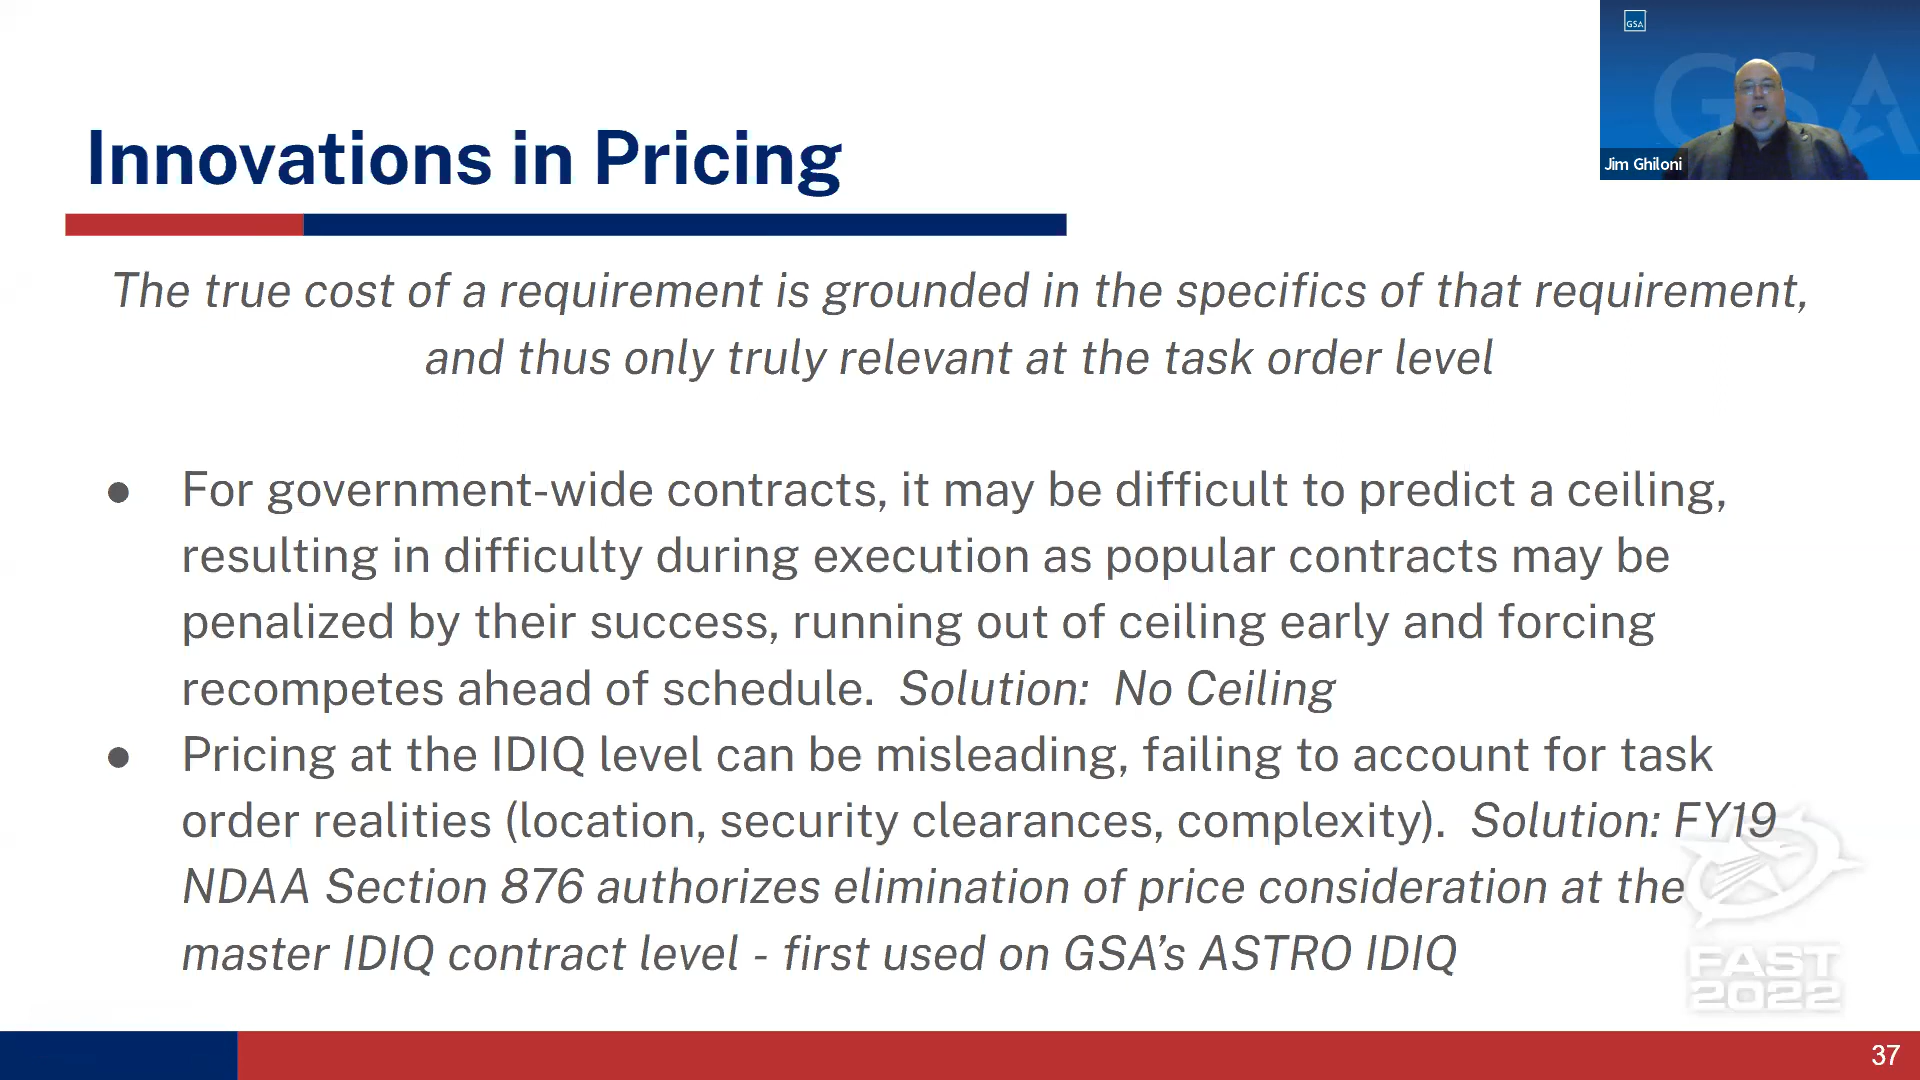 GSA
GSA
Jim Ghiloni
Innovations in Pricing
The true cost of a requirement is grounded in the specifics of that requirement,
and thus only truly relevant at the task order level
● For government-wide contracts, it may be difficult to predict a ceiling,
resulting in difficulty during execution as popular contracts may be
penalized by their success, running out of ceiling early and forcing
recompetes ahead of schedule.  Solution:  No Ceiling
● Pricing at the IDIQ level can be misleading, failing to account for task
order realities (location, security clearances, complexity).  Solution: FY19
NDAA Section 876 authorizes elimination of price consideration at the
master IDIQ contract level - first used on GSA’s ASTRO IDIQ
FAST
2022
37